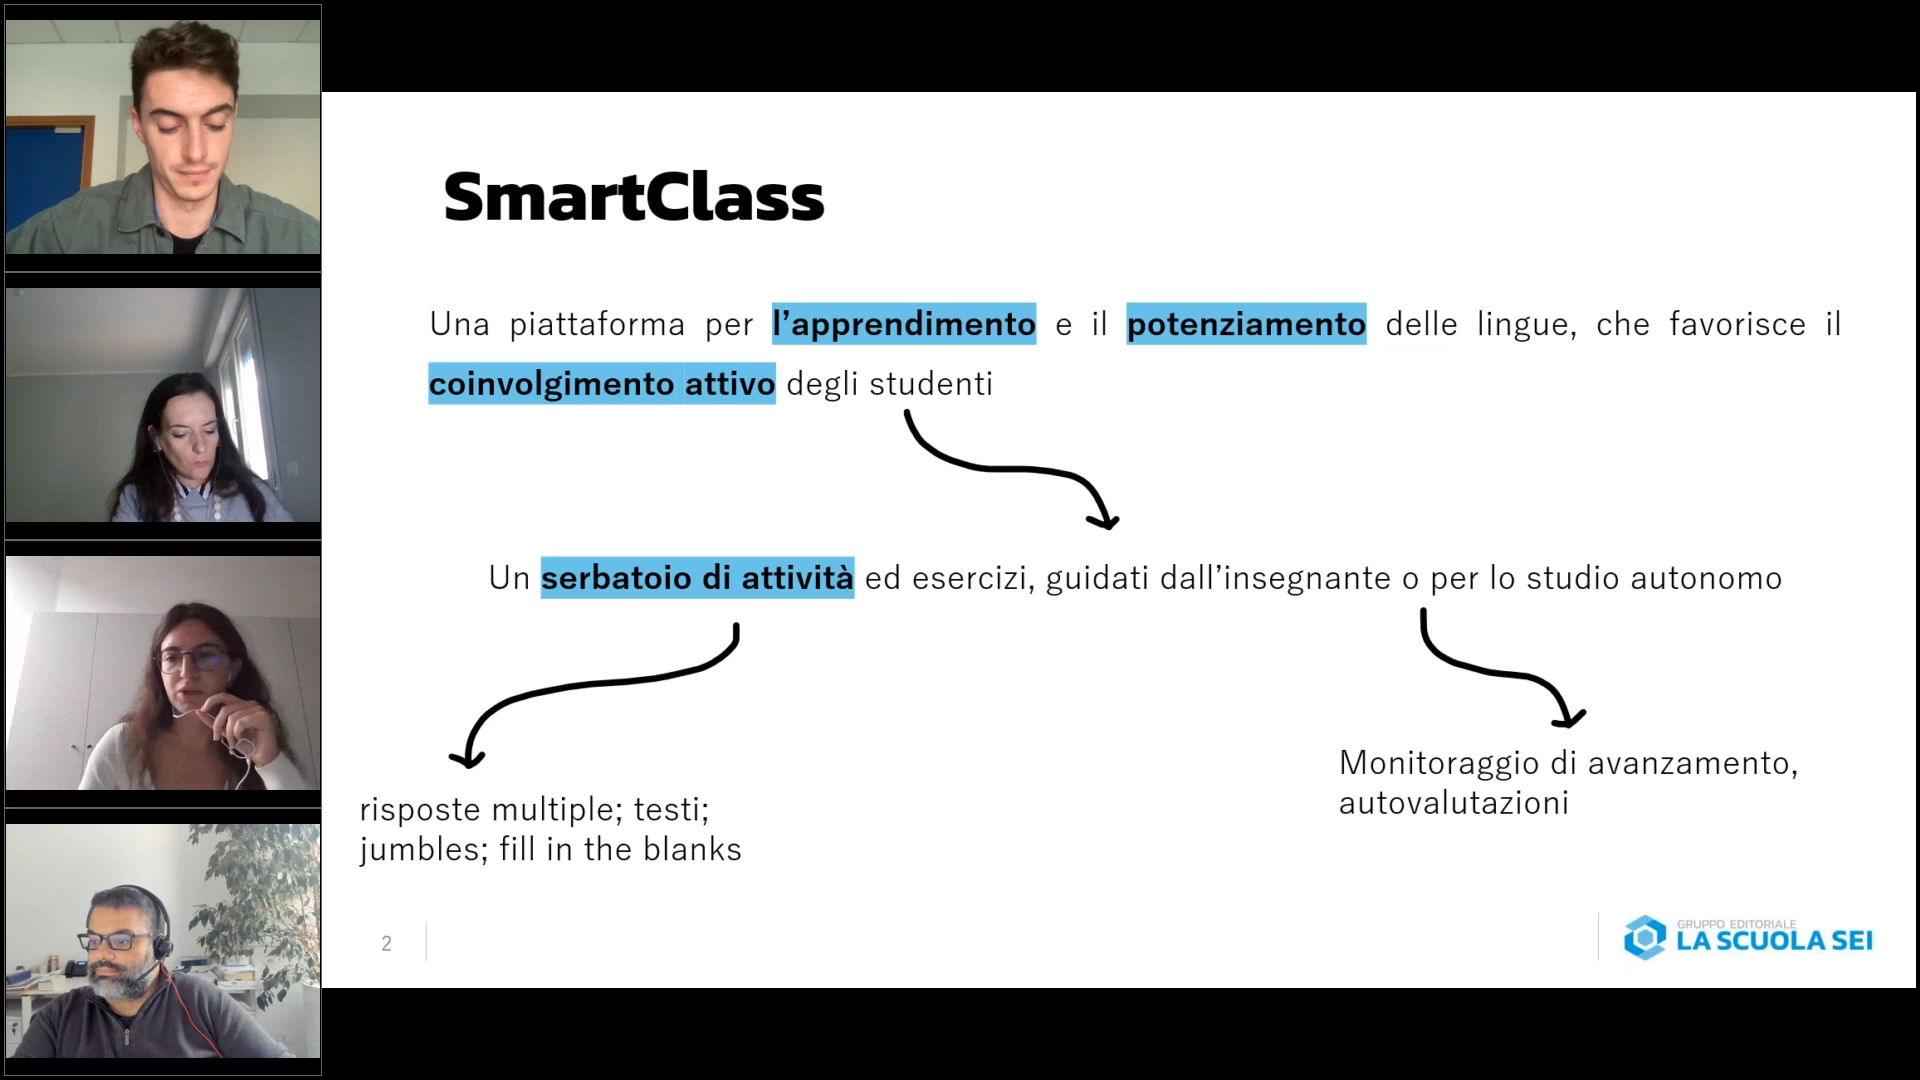 SmartClass
Una piattaforma per l’apprendimento e il potenziamento delle lingue, che favorisce il
coinvolgimento attivo degli studenti
Un serbatoio di attività ed esercizi, guidati dall’insegnante o per lo studio autonomo
risposte multiple; testi;
jumbles; fill in the blanks
Monitoraggio di avanzamento,
autovalutazioni
2
GRUPPO EDITORIALE
LA SCUOLA SEI